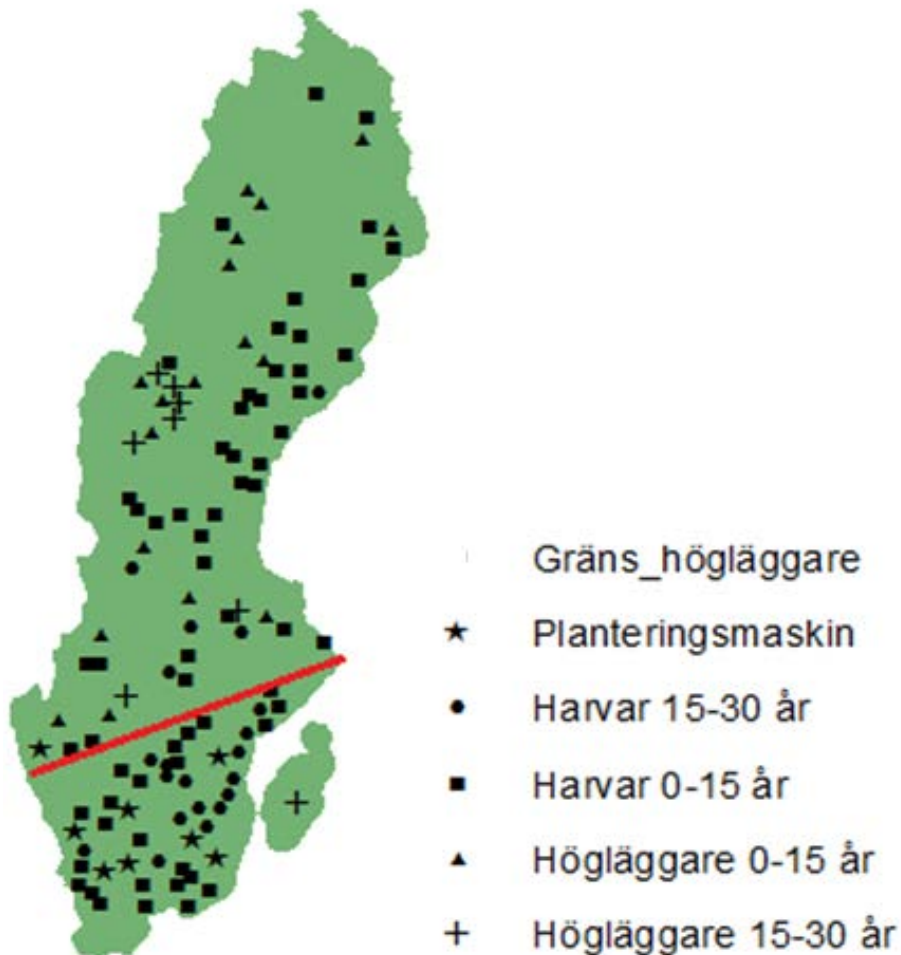 Gräns_högläggare
Planteringsmaskin
Harvar 15-30 år
Harvar 0-15 år
Högläggare 0-15 år
Högläggare 15-30 år